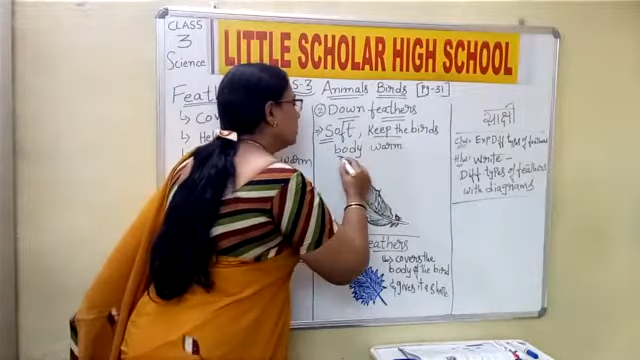 CLASS
3
Science
LITTLE SCHOLAR HIGH SCHOOL
S-3 Animals Birds [Pg-31]
Feath
② Down feathers
↳ Co
→ Soft, Keep the birds
body warm
↳ He
warm
eathers
↳ covers the
body of the bird
& gives it a shape
साक्षी
C/W:- Exp Diff types of feathers
H/W:- Write -
Diff types of feathers
with diagrams